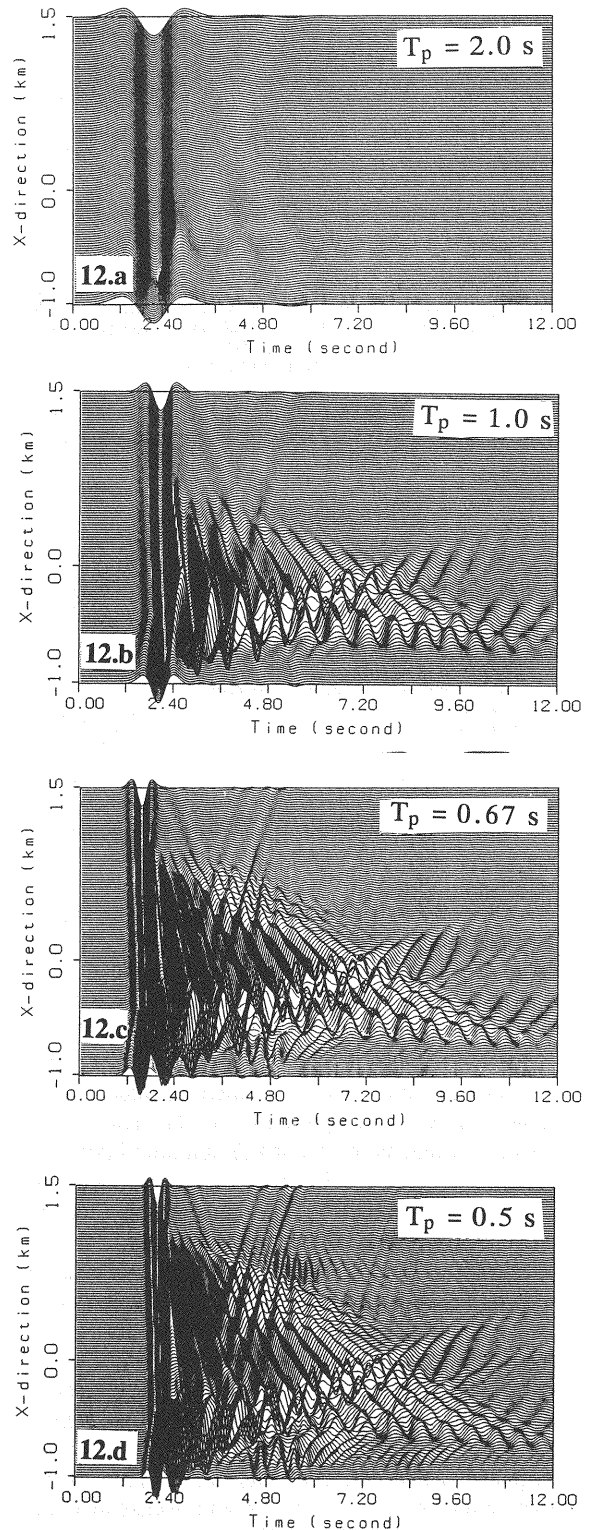 1.5
T_p = 2.0 s
X-direction (km)
0.0
12.a
-1.0
0.00 2.40 4.80 7.20 9.60 12.00
Time (second)
1.5
T_p = 1.0 s
X-direction (km)
0.0
12.b
-1.0
0.00 2.40 4.80 7.20 9.60 12.00
Time (second)
1.5
T_p = 0.67 s
X-direction (km)
0.0
12.c
-1.0
0.00 2.40 4.80 7.20 9.60 12.00
Time (second)
1.5
T_p = 0.5 s
X-direction (km)
0.0
12.d
-1.0
0.00 2.40 4.80 7.20 9.60 12.00
Time (second)